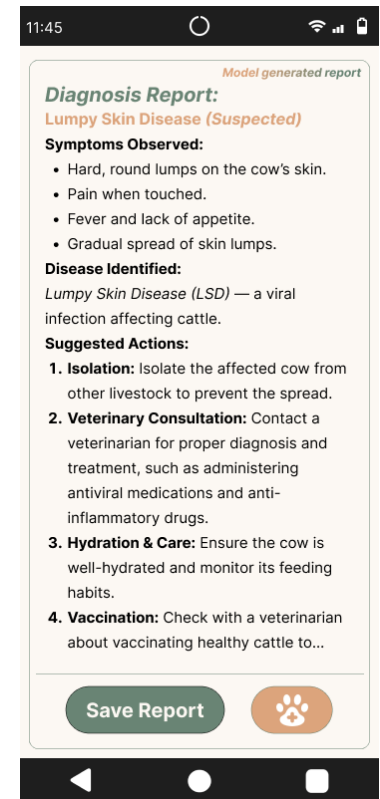 11:45
Model generated report
Diagnosis Report:
Lumpy Skin Disease (Suspected)
Symptoms Observed:
• Hard, round lumps on the cow’s skin.
• Pain when touched.
• Fever and lack of appetite.
• Gradual spread of skin lumps.
Disease Identified:
Lumpy Skin Disease (LSD) — a viral
infection affecting cattle.
Suggested Actions:
1. Isolation: Isolate the affected cow from
other livestock to prevent the spread.
2. Veterinary Consultation: Contact a
veterinarian for proper diagnosis and
treatment, such as administering
antiviral medications and anti-
inflammatory drugs.
3. Hydration & Care: Ensure the cow is
well-hydrated and monitor its feeding
habits.
4. Vaccination: Check with a veterinarian
about vaccinating healthy cattle to...
Save Report